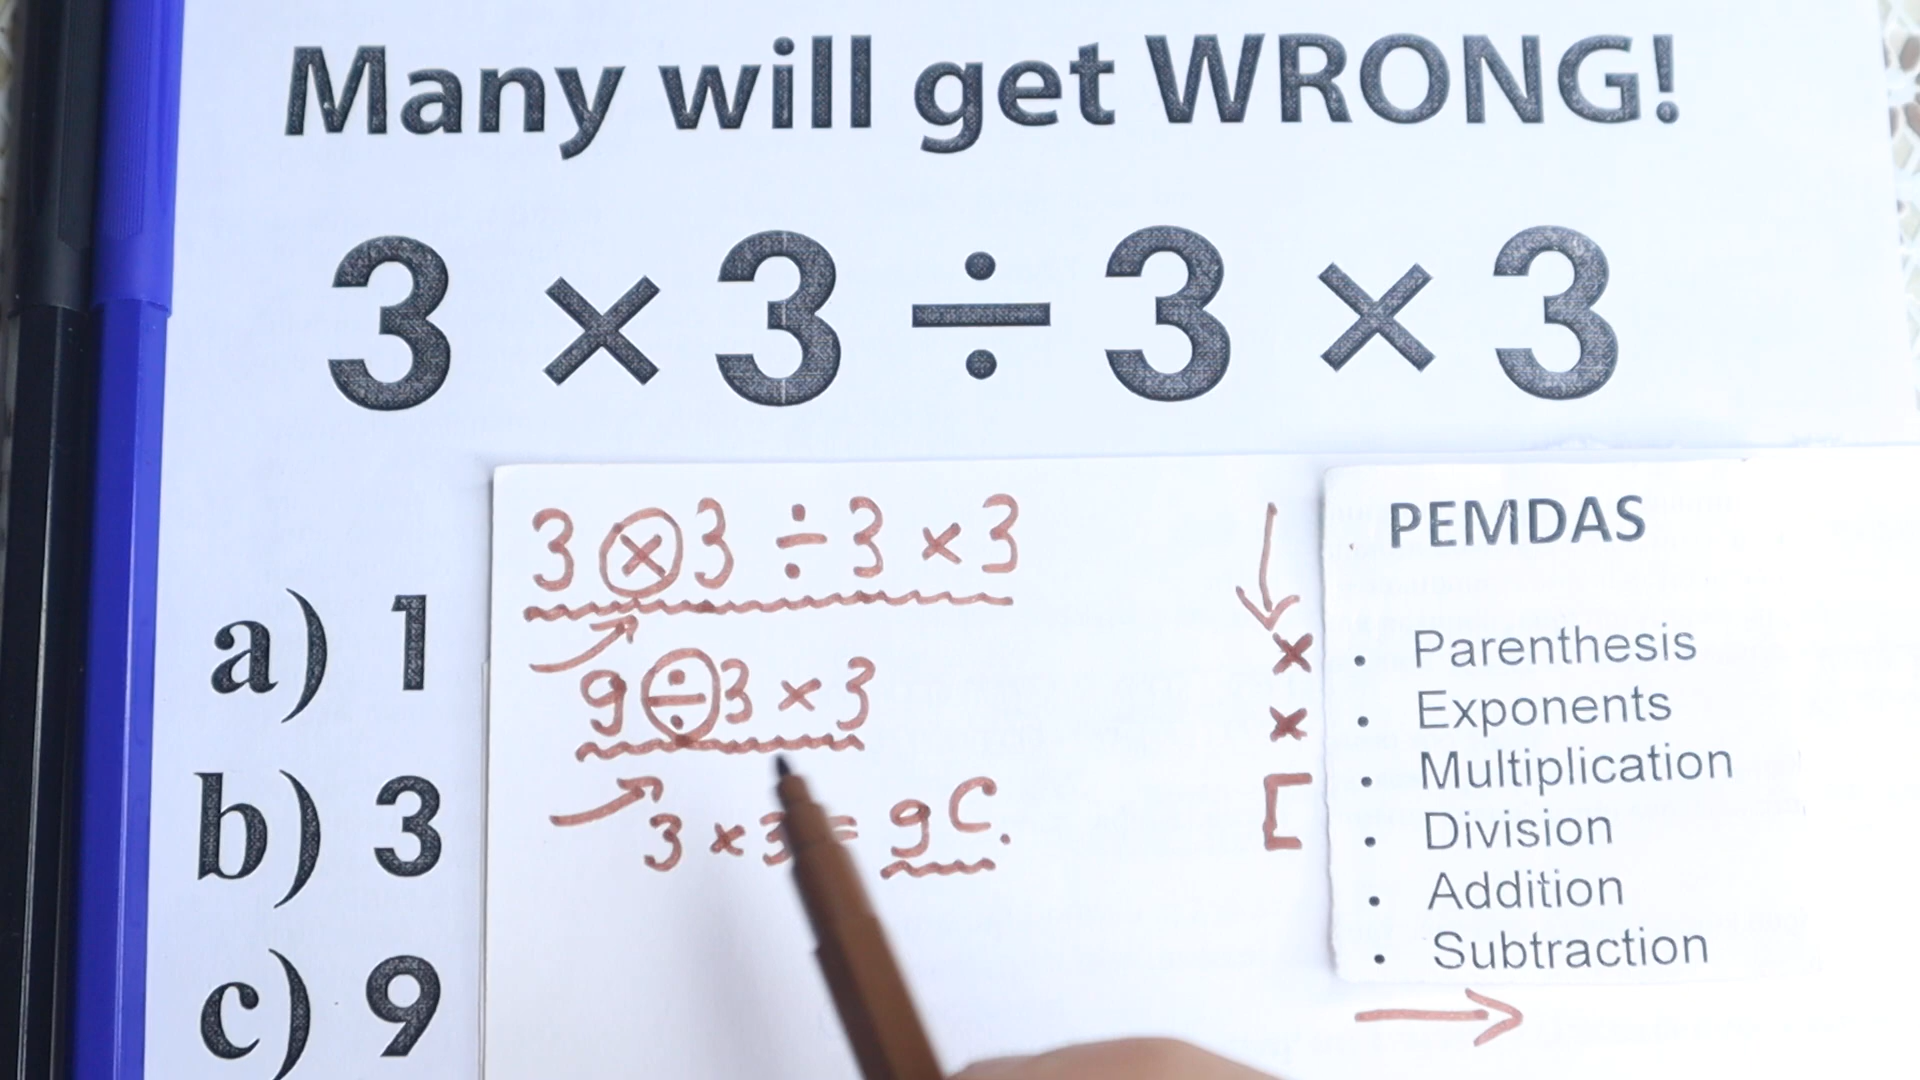 Many will get WRONG!
3 × 3 ÷ 3 × 3
a) 1
b) 3
c) 9
3 × 3 ÷ 3 × 3
9 ÷ 3 × 3
3 × 3 = 9 C.
PEMDAS
• Parenthesis
• Exponents
• Multiplication
• Division
• Addition
• Subtraction